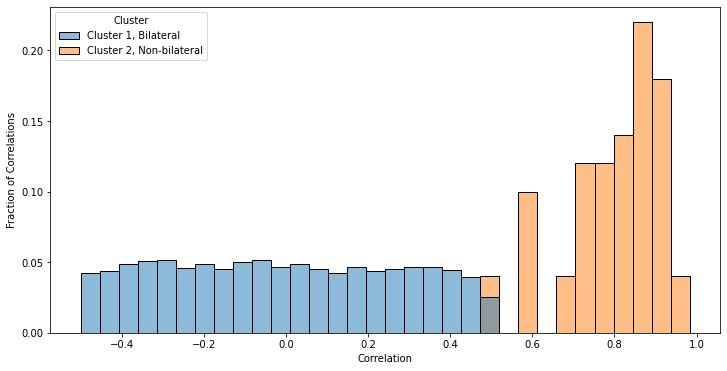 Cluster
Cluster 1, Bilateral
Cluster 2, Non-bilateral
Fraction of Correlations
0.20
0.15
0.10
0.05
0.00
−0.4 −0.2 0.0 0.2 0.4 0.6 0.8 1.0
Correlation